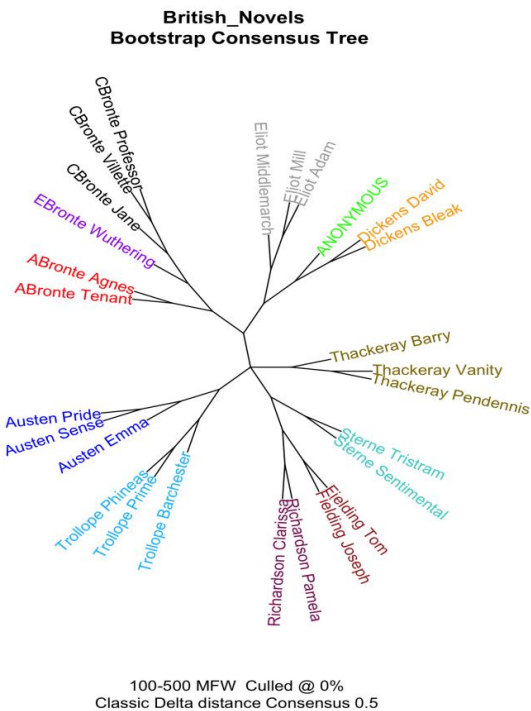 British_Novels
Bootstrap Consensus Tree
CBronte Professor
CBronte Villette
CBronte Jane
EBronte Wuthering
ABronte Agnes
ABronte Tenant
Eliot Middlemarch
Eliot Mill
Eliot Adam
ANONYMOUS
Dickens David
Dickens Bleak
Thackeray Barry
Thackeray Vanity
Thackeray Pendennis
Sterne Tristram
Sterne Sentimental
Fielding Tom
Fielding Joseph
Richardson Pamela
Richardson Clarissa
Trollope Barchester
Trollope Prime
Trollope Phineas
Austen Emma
Austen Sense
Austen Pride
100-500 MFW Culled @ 0%
Classic Delta distance Consensus 0.5